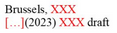 Brussels, XXX
[…](2023) XXX draft